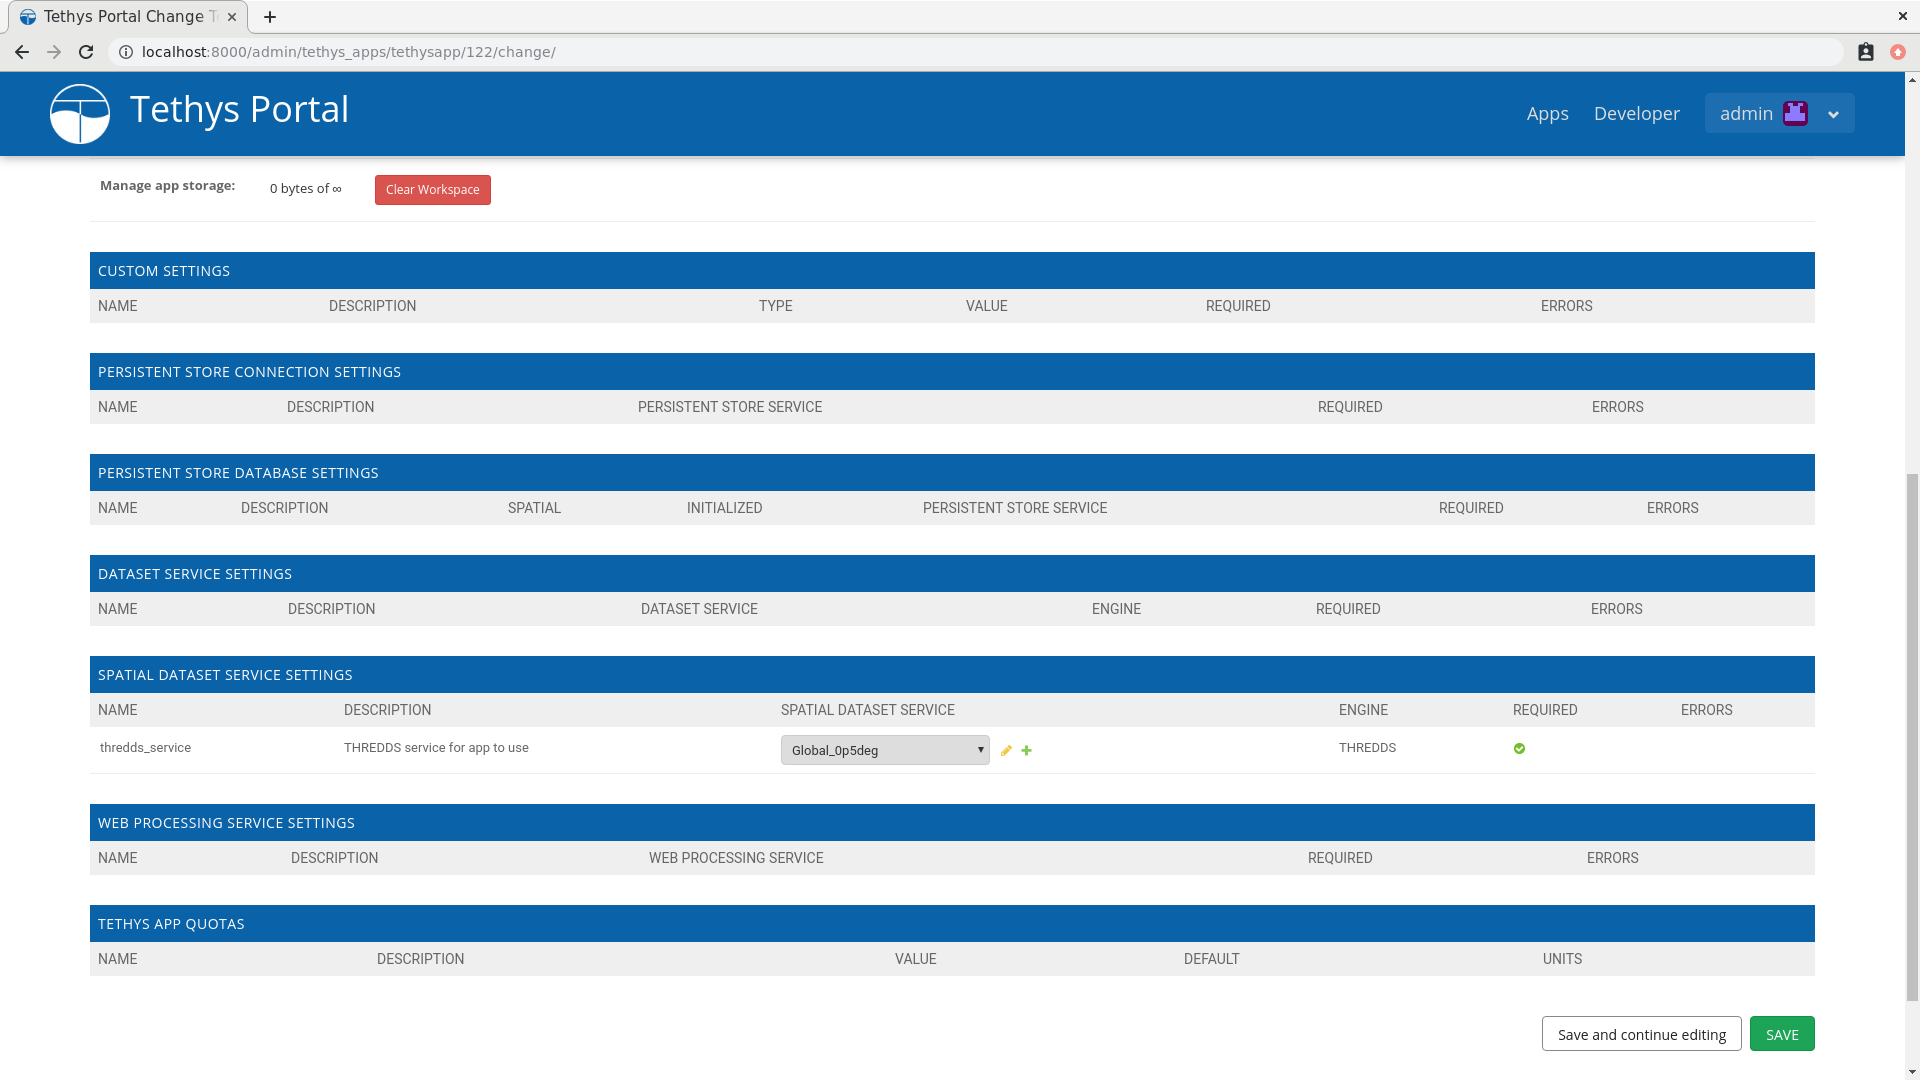 Tethys Portal Change T
localhost:8000/admin/tethys_apps/tethysapp/122/change/
Tethys Portal
Apps Developer admin
Manage app storage: 0 bytes of ∞ Clear Workspace
CUSTOM SETTINGS
NAME DESCRIPTION TYPE VALUE REQUIRED ERRORS
PERSISTENT STORE CONNECTION SETTINGS
NAME DESCRIPTION PERSISTENT STORE SERVICE REQUIRED ERRORS
PERSISTENT STORE DATABASE SETTINGS
NAME DESCRIPTION SPATIAL INITIALIZED PERSISTENT STORE SERVICE REQUIRED ERRORS
DATASET SERVICE SETTINGS
NAME DESCRIPTION DATASET SERVICE ENGINE REQUIRED ERRORS
SPATIAL DATASET SERVICE SETTINGS
NAME DESCRIPTION SPATIAL DATASET SERVICE ENGINE REQUIRED ERRORS
thredds_service THREDDS service for app to use Global_0p5deg THREDDS
WEB PROCESSING SERVICE SETTINGS
NAME DESCRIPTION WEB PROCESSING SERVICE REQUIRED ERRORS
TETHYS APP QUOTAS
NAME DESCRIPTION VALUE DEFAULT UNITS
Save and continue editing SAVE